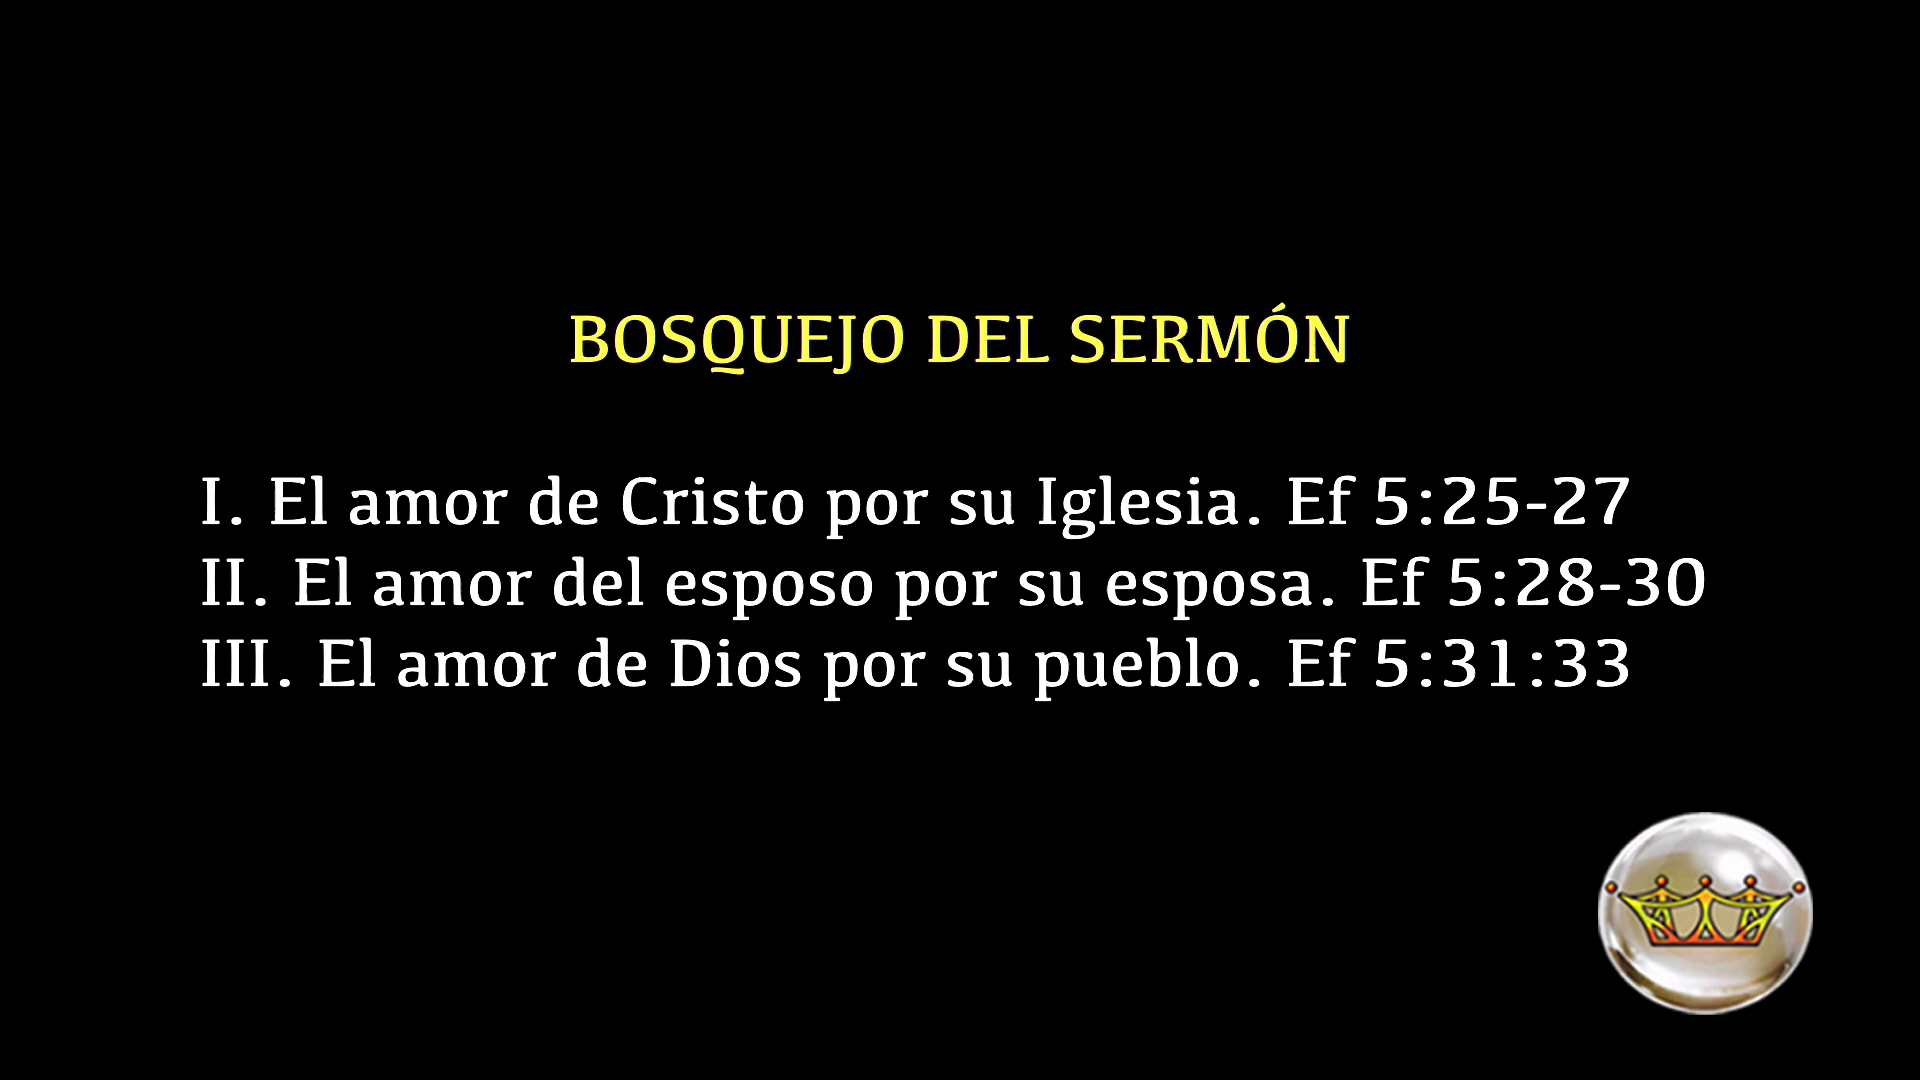 BOSQUEJO DEL SERMÓN
I. El amor de Cristo por su Iglesia. Ef 5:25-27
II. El amor del esposo por su esposa. Ef 5:28-30
III. El amor de Dios por su pueblo. Ef 5:31:33